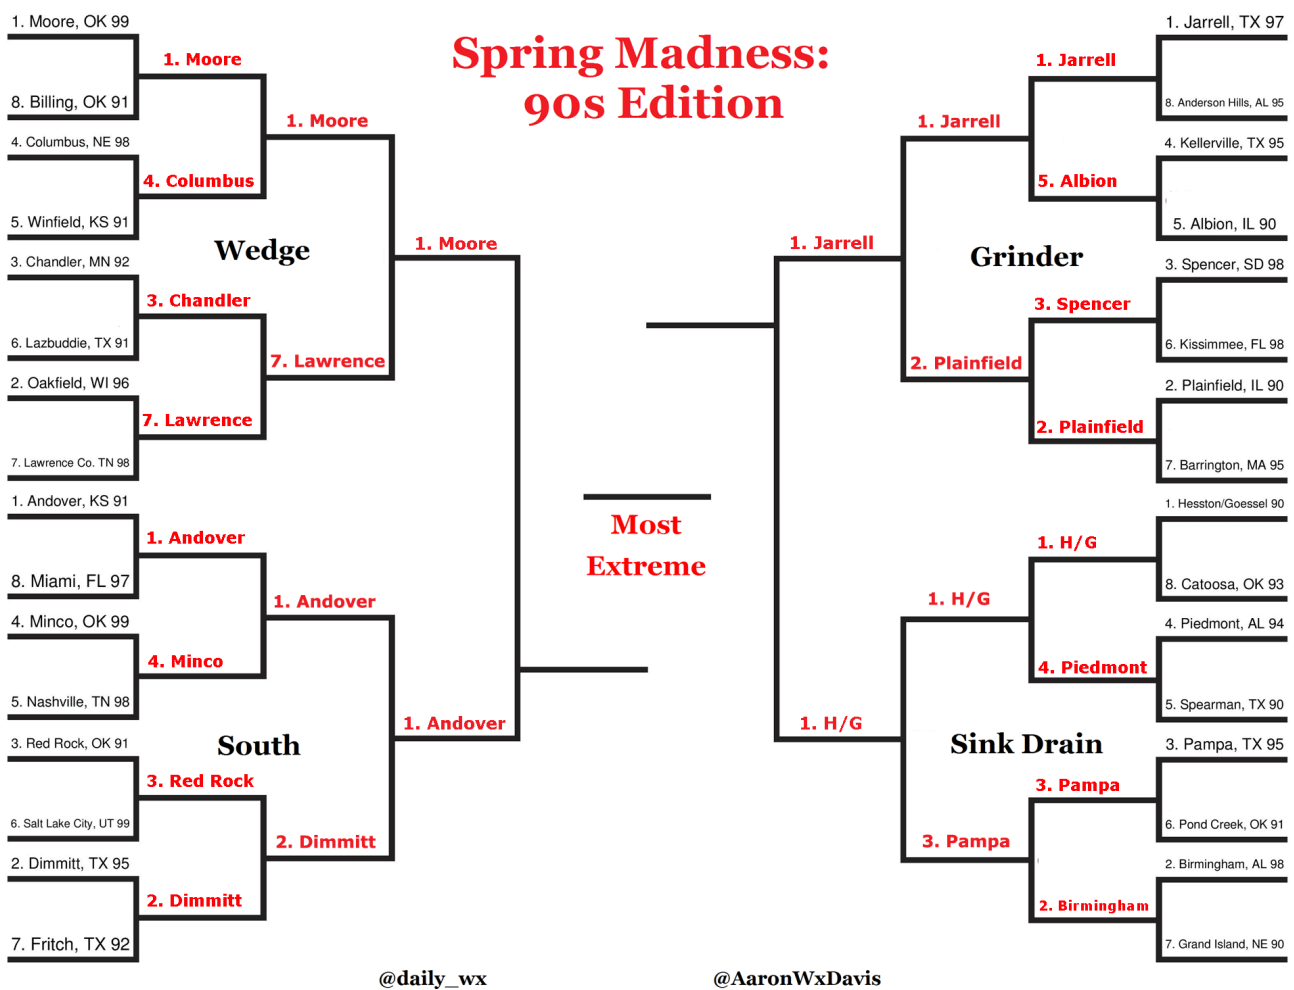 Spring Madness:
90s Edition
1. Moore, OK 99
8. Billing, OK 91
4. Columbus, NE 98
5. Winfield, KS 91
3. Chandler, MN 92
6. Lazbuddie, TX 91
2. Oakfield, WI 96
7. Lawrence Co. TN 98
1. Moore
4. Columbus
3. Chandler
7. Lawrence
1. Moore
7. Lawrence
1. Moore
Wedge
1. Andover, KS 91
8. Miami, FL 97
4. Minco, OK 99
5. Nashville, TN 98
3. Red Rock, OK 91
6. Salt Lake City, UT 99
2. Dimmitt, TX 95
7. Fritch, TX 92
1. Andover
4. Minco
3. Red Rock
2. Dimmitt
1. Andover
2. Dimmitt
1. Andover
South
Most
Extreme
1. Jarrell, TX 97
8. Anderson Hills, AL 95
4. Kellerville, TX 95
5. Albion, IL 90
3. Spencer, SD 98
6. Kissimmee, FL 98
2. Plainfield, IL 90
7. Barrington, MA 95
1. Jarrell
5. Albion
3. Spencer
2. Plainfield
1. Jarrell
2. Plainfield
1. Jarrell
Grinder
1. Hesston/Goessel 90
8. Catoosa, OK 93
4. Piedmont, AL 94
5. Spearman, TX 90
3. Pampa, TX 95
6. Pond Creek, OK 91
2. Birmingham, AL 98
7. Grand Island, NE 90
1. H/G
4. Piedmont
3. Pampa
2. Birmingham
1. H/G
3. Pampa
1. H/G
Sink Drain
@daily_wx
@AaronWxDavis